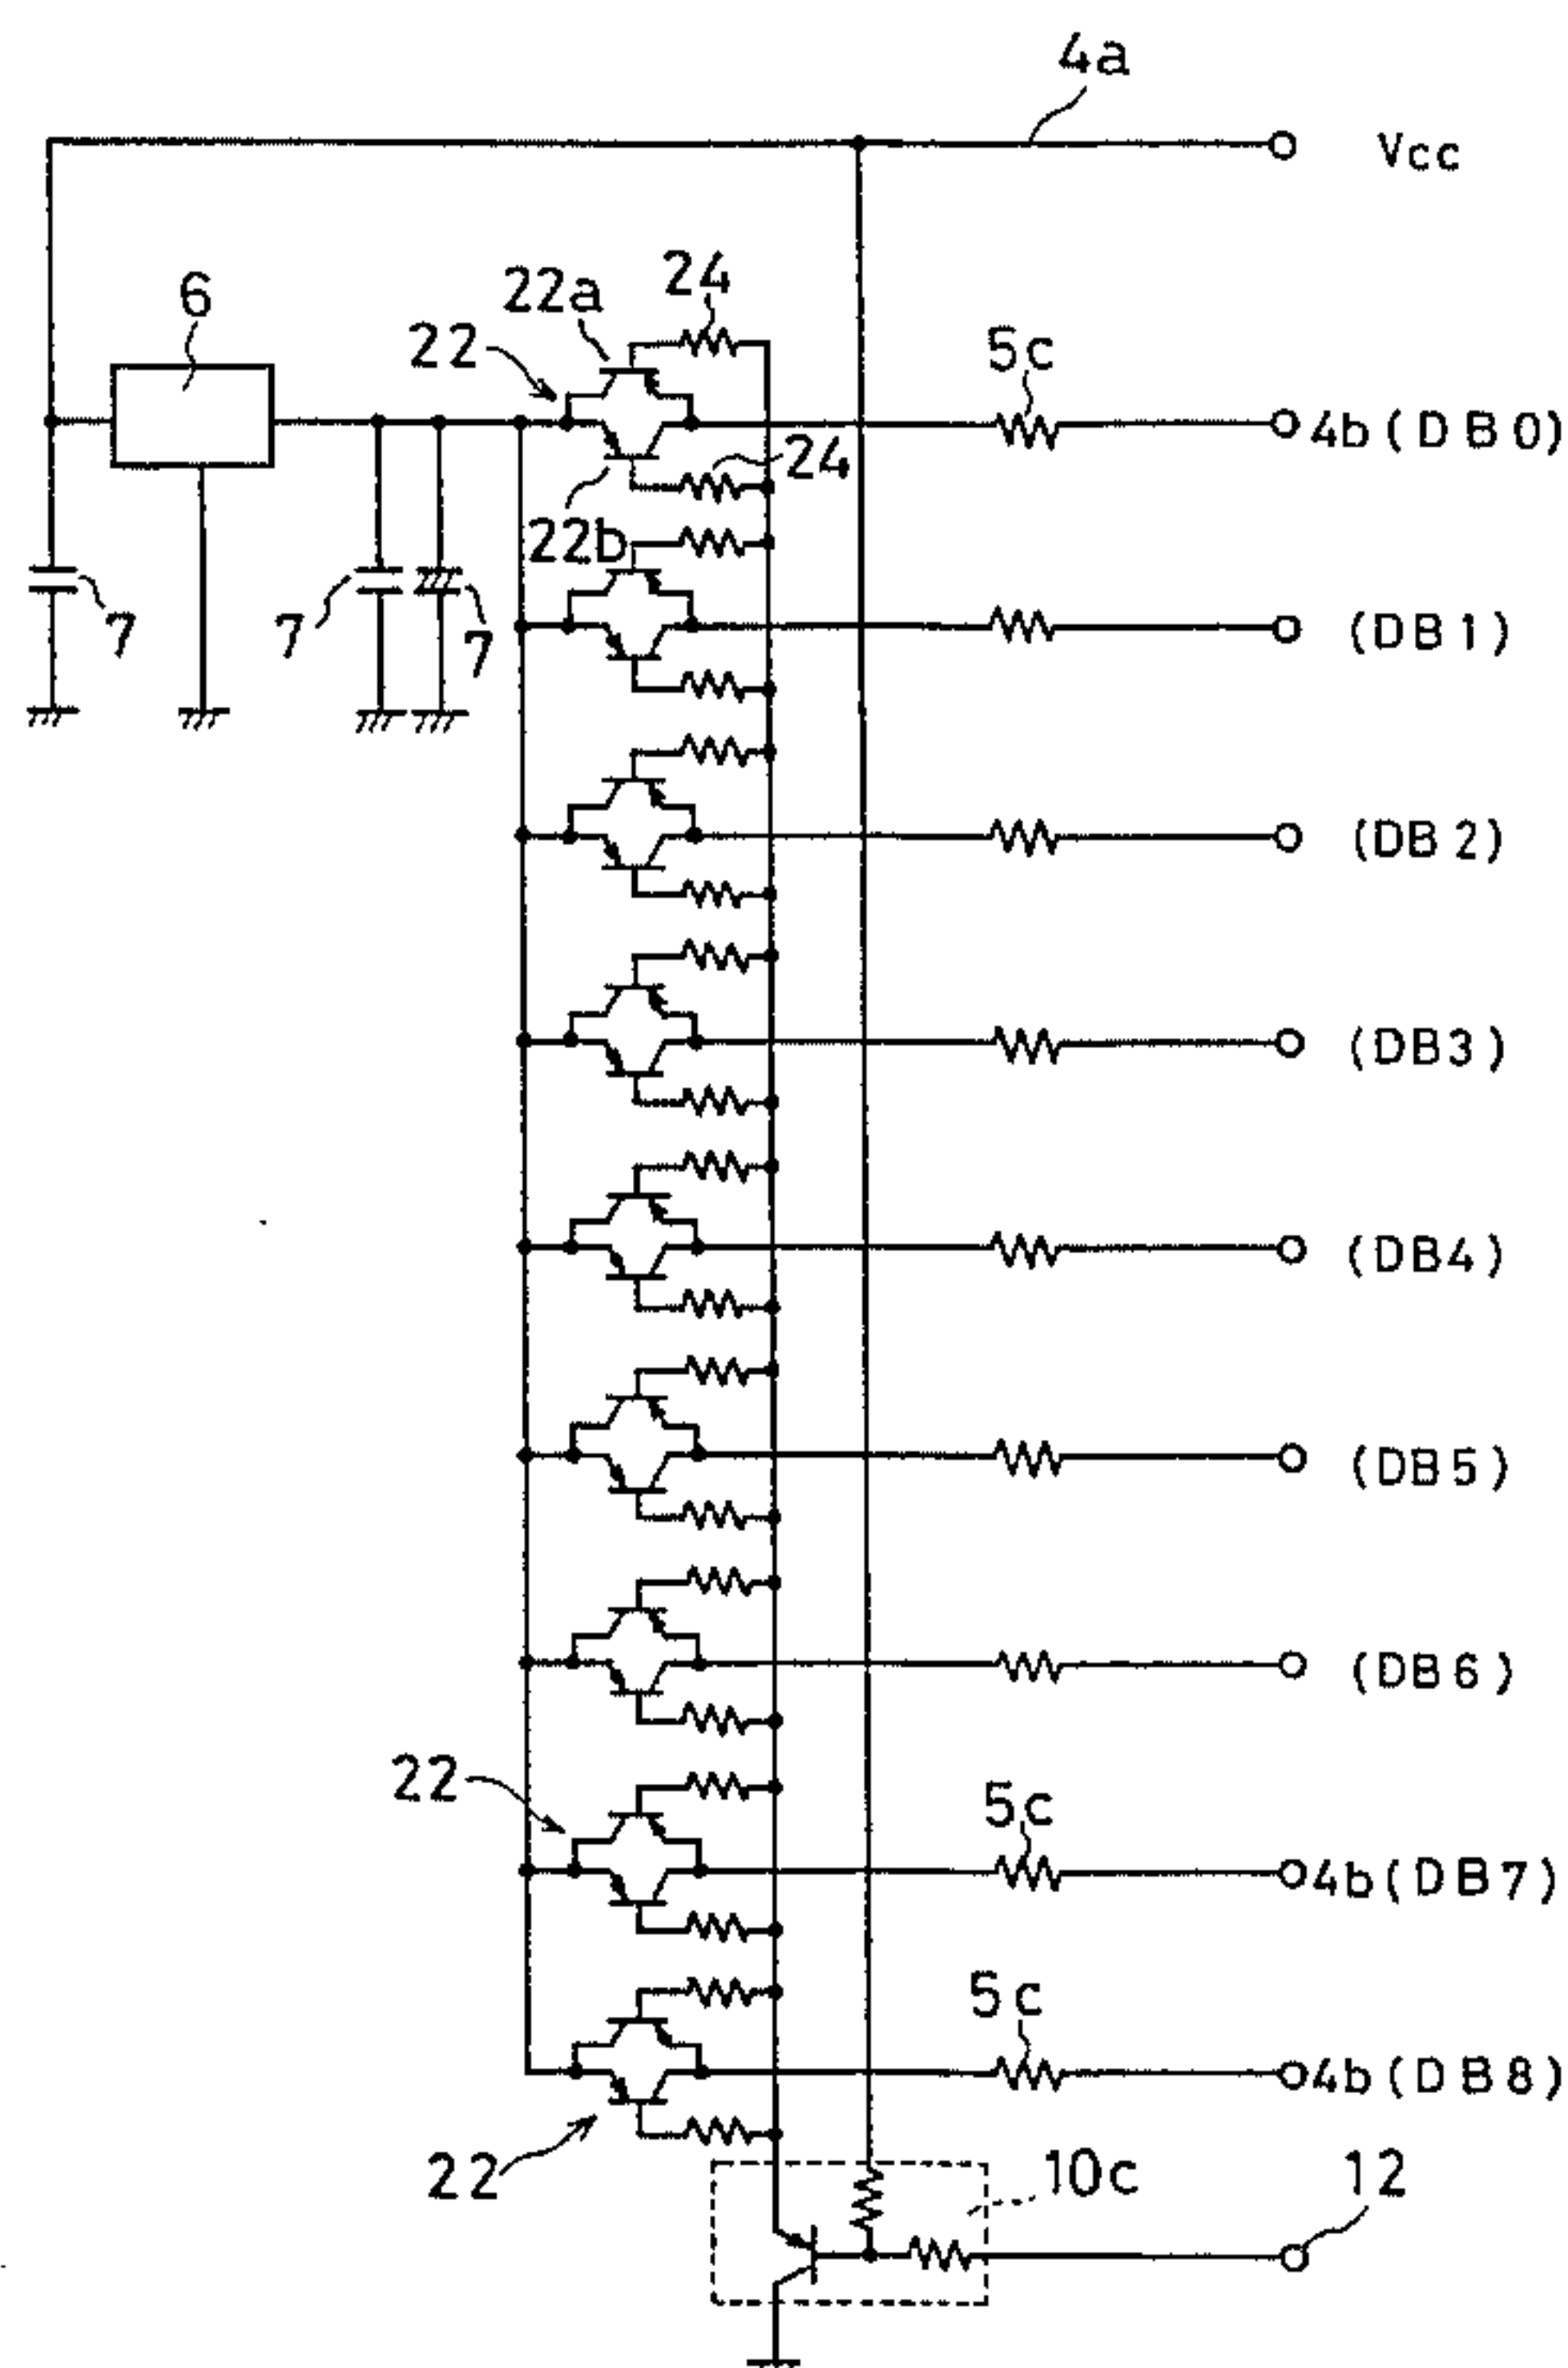 4a
Vcc
6
22a
24
22
5c
4b(DB0)
24
22b
7
7
7
(DB1)
(DB2)
(DB3)
(DB4)
(DB5)
(DB6)
22
5c
4b(DB7)
5c
4b(DB8)
22
10c
12